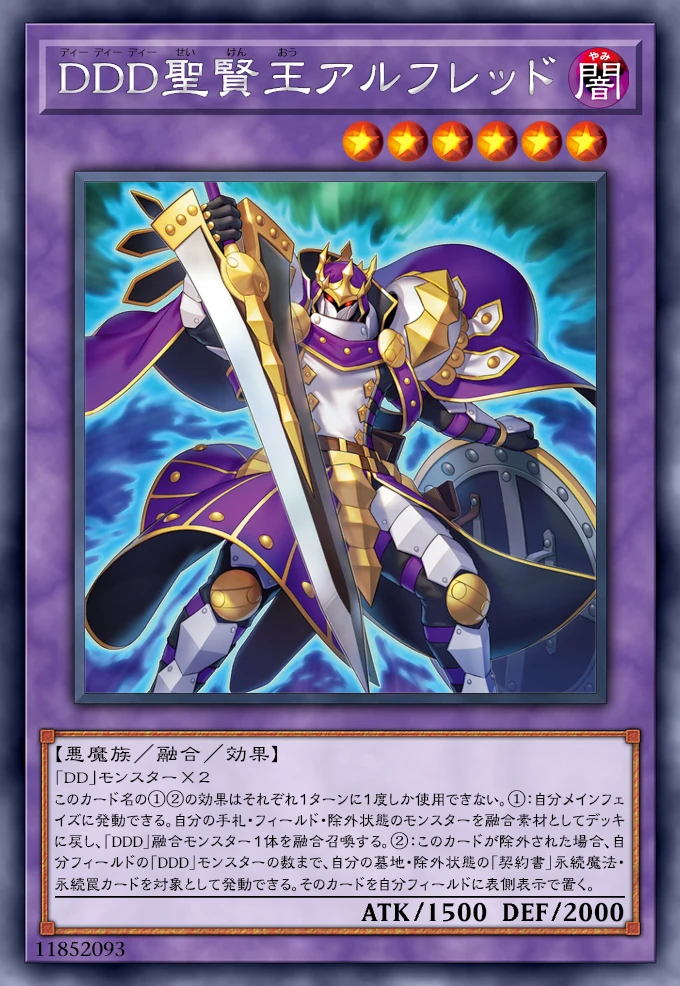 ディー ディー ディー せい けん おう
DDD聖賢王アルフレッド
やみ
闇
【悪魔族／融合／効果】
「DD」モンスター×2
このカード名の①②の効果はそれぞれ1ターンに1度しか使用できない。①：自分メインフェ
イズに発動できる。自分の手札・フィールド・除外状態のモンスターを融合素材としてデッキ
に戻し、「DDD」融合モンスター1体を融合召喚する。②：このカードが除外された場合、自
分フィールドの「DDD」モンスターの数まで、自分の墓地・除外状態の「契約書」永続魔法・
永続罠カードを対象として発動できる。そのカードを自分フィールドに表側表示で置く。
ATK/1500 DEF/2000
11852093